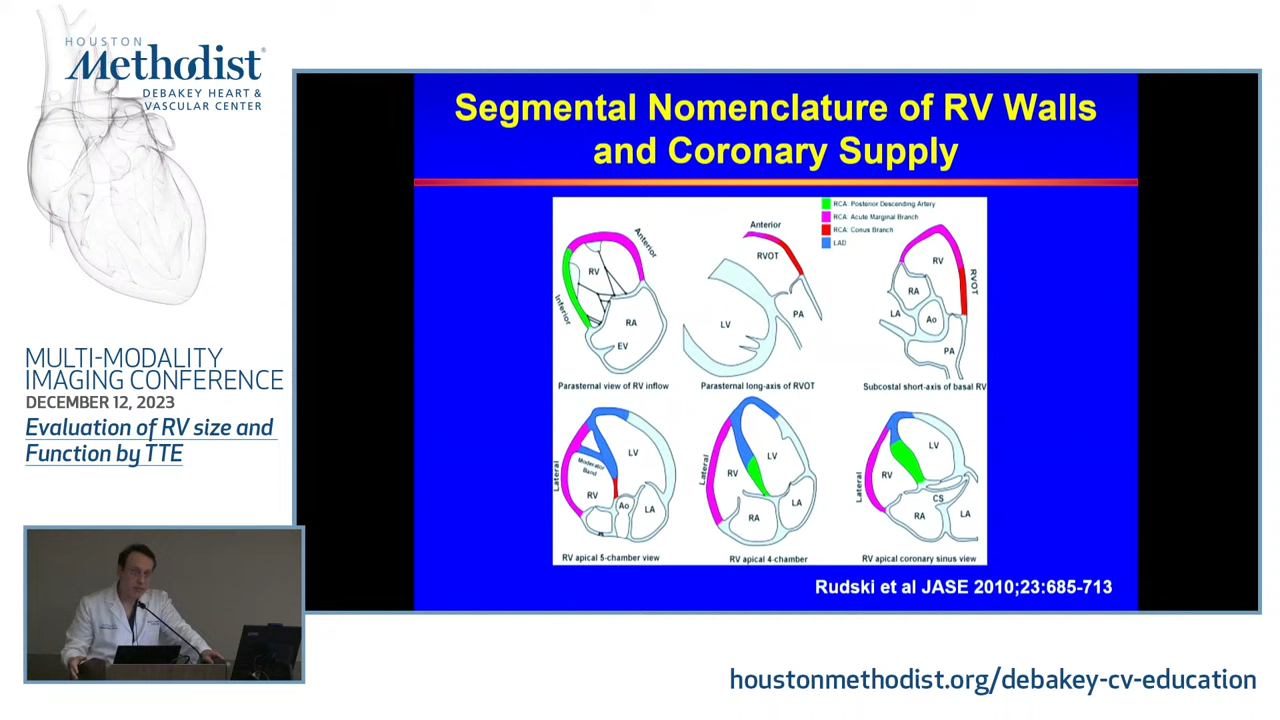 HOUSTON
Methodist®
DEBAKEY HEART &
VASCULAR CENTER
MULTI-MODALITY
IMAGING CONFERENCE
DECEMBER 12, 2023
Evaluation of RV size and
Function by TTE
Segmental Nomenclature of RV Walls
and Coronary Supply
RCA: Posterior Descending Artery
RCA: Acute Marginal Branch
RCA: Conus Branch
LAD
Anterior
Inferior
RV
RA
EV
Parasternal view of RV inflow
Anterior
RVOT
LV
PA
Parasternal long-axis of RVOT
RV
RVOT
RA
LA
Ao
PA
Subcostal short-axis of basal RV
Lateral
Moderator
Band
LV
RV
Ao
LA
RV apical 5-chamber view
Lateral
RV
LV
RA
LA
RV apical 4-chamber
Lateral
RV
LV
CS
RA
LA
RV apical coronary sinus view
Rudski et al JASE 2010;23:685-713
houstonmethodist.org/debakey-cv-education